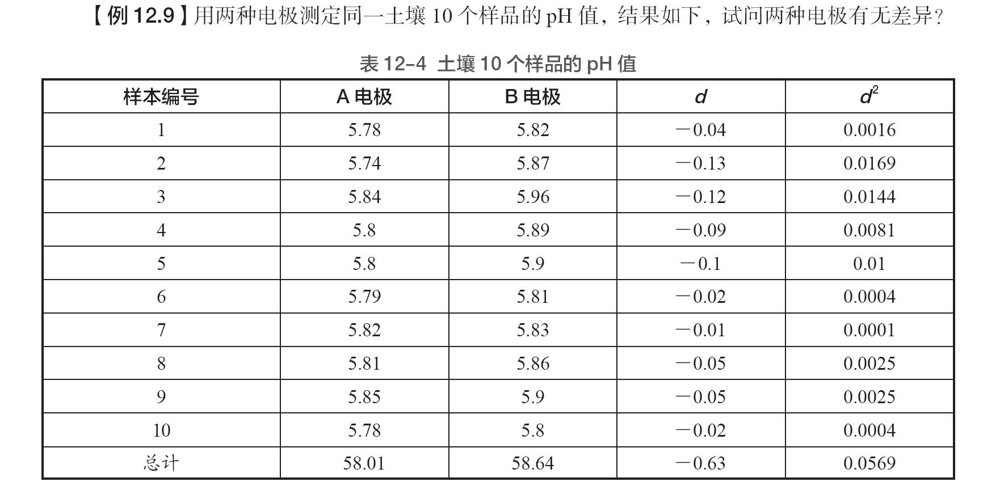 【例 12.9】用两种电极测定同一土壤 10 个样品的 pH 值，结果如下，试问两种电极有无差异？
表 12-4 土壤 10 个样品的 pH 值
样本编号 A 电极 B 电极 d d²
1 5.78 5.82 －0.04 0.0016
2 5.74 5.87 －0.13 0.0169
3 5.84 5.96 －0.12 0.0144
4 5.8 5.89 －0.09 0.0081
5 5.8 5.9 －0.1 0.01
6 5.79 5.81 －0.02 0.0004
7 5.82 5.83 －0.01 0.0001
8 5.81 5.86 －0.05 0.0025
9 5.85 5.9 －0.05 0.0025
10 5.78 5.8 －0.02 0.0004
总计 58.01 58.64 －0.63 0.0569